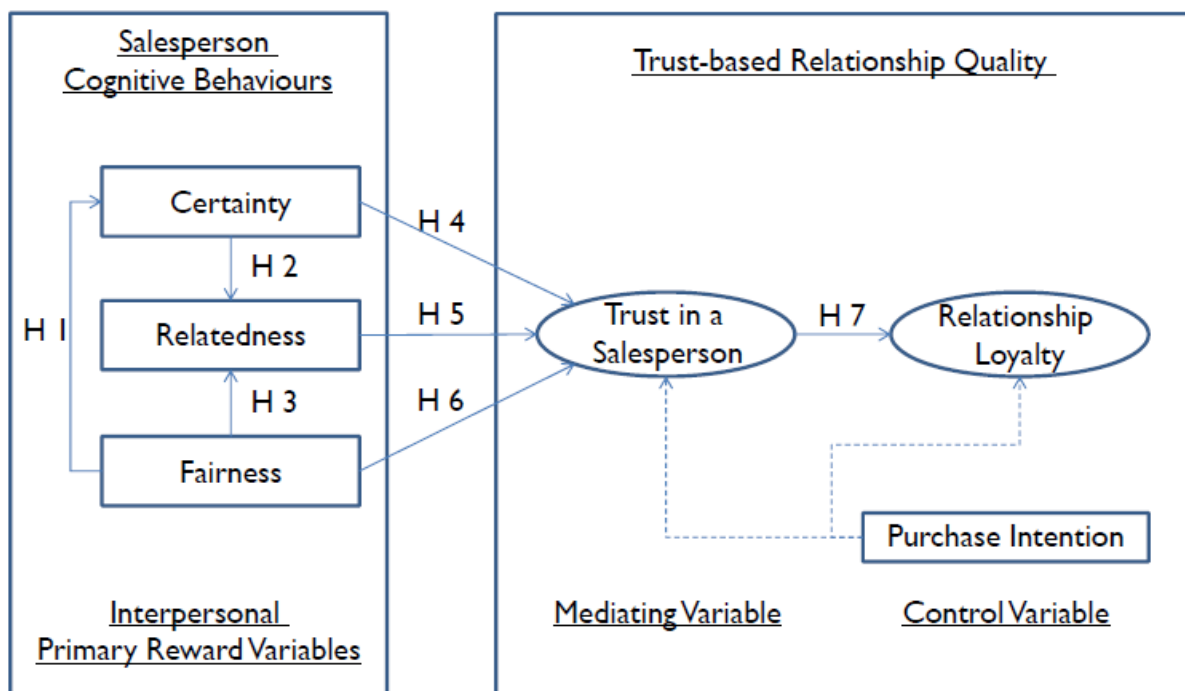 Salesperson
Cognitive Behaviours
Trust-based Relationship Quality
Certainty
H 4
H 2
H 1
Relatedness
H 5
Trust in a
Salesperson
H 7
Relationship
Loyalty
H 3
H 6
Fairness
Purchase Intention
Interpersonal
Primary Reward Variables
Mediating Variable
Control Variable